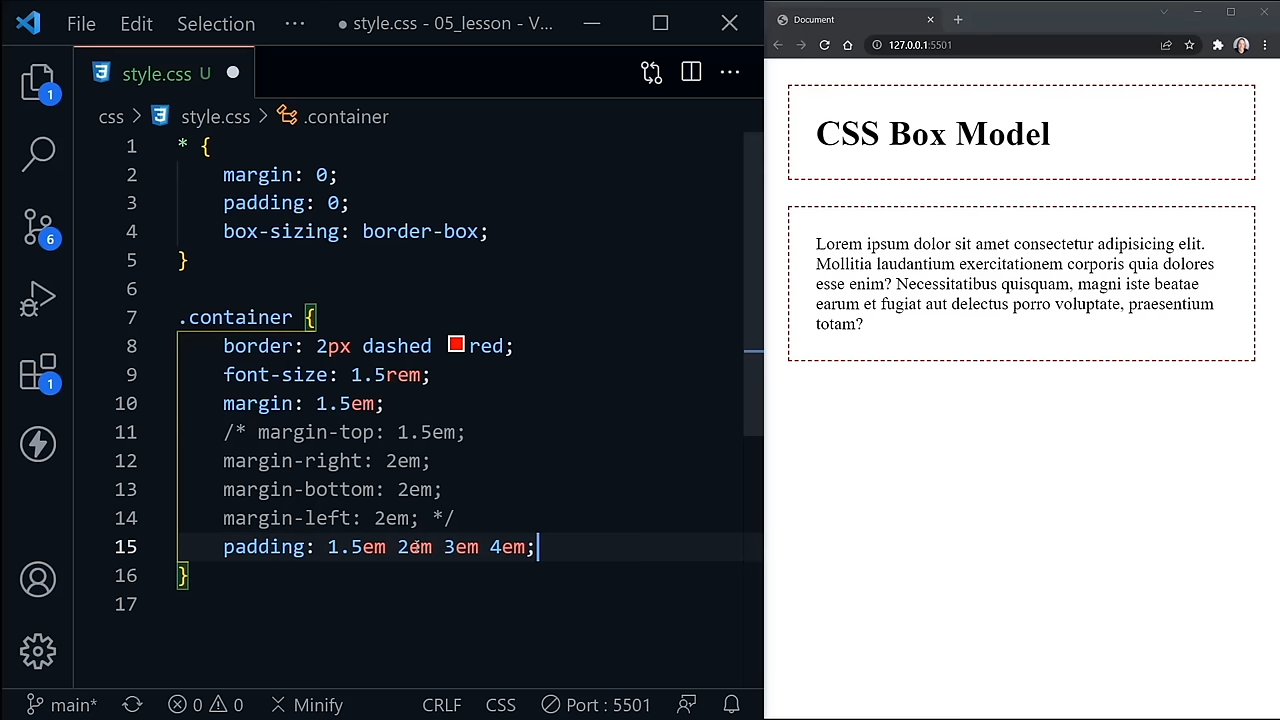 File Edit Selection ··· ● style.css - 05_lesson - V...
style.css U ●
css > style.css > .container
1 * {
2 margin: 0;
3 padding: 0;
4 box-sizing: border-box;
5 }
6
7 .container {
8 border: 2px dashed red;
9 font-size: 1.5rem;
10 margin: 1.5em;
11 /* margin-top: 1.5em;
12 margin-right: 2em;
13 margin-bottom: 2em;
14 margin-left: 2em; */
15 padding: 1.5em 2em 3em 4em;
16 }
17
1
6
1
main* 0 0 Minify CRLF CSS Port : 5501
Document
127.0.0.1:5501
CSS Box Model
Lorem ipsum dolor sit amet consectetur adipisicing elit.
Mollitia laudantium exercitationem corporis quia dolores
esse enim? Necessitatibus quisquam, magni iste beatae
earum et fugiat aut delectus porro voluptate, praesentium
totam?